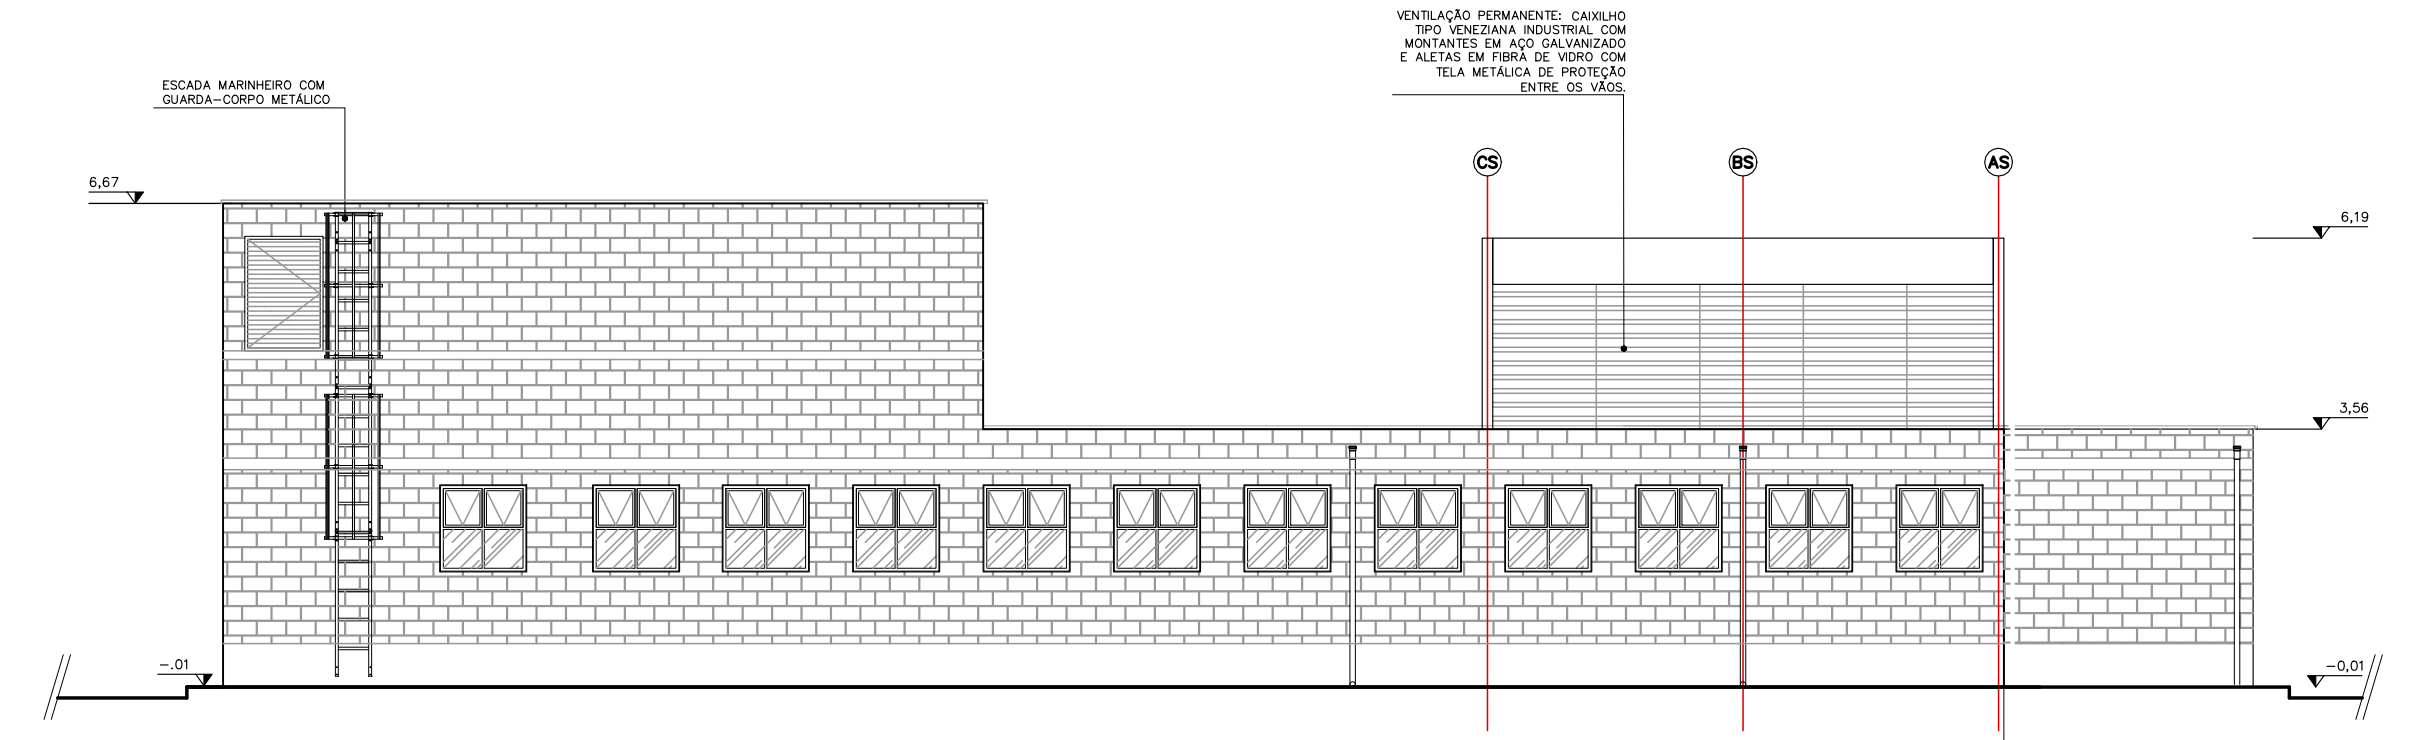 VENTILAÇÃO PERMANENTE: CAIXILHO
TIPO VENEZIANA INDUSTRIAL COM
MONTANTES EM AÇO GALVANIZADO
E ALETAS EM FIBRA DE VIDRO COM
TELA METÁLICA DE PROTEÇÃO
ENTRE OS VÃOS.
ESCADA MARINHEIRO COM
GUARDA-CORPO METÁLICO
CS
BS
AS
6,67
6,19
3,56
-.01
-0,01